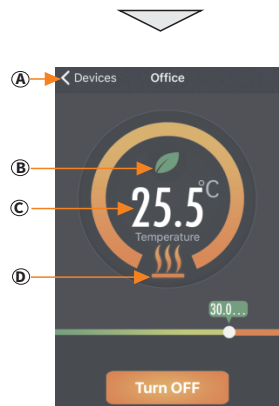 A
Devices
Office
B
C
25.5°C
Temperature
D
30.0...
Turn OFF